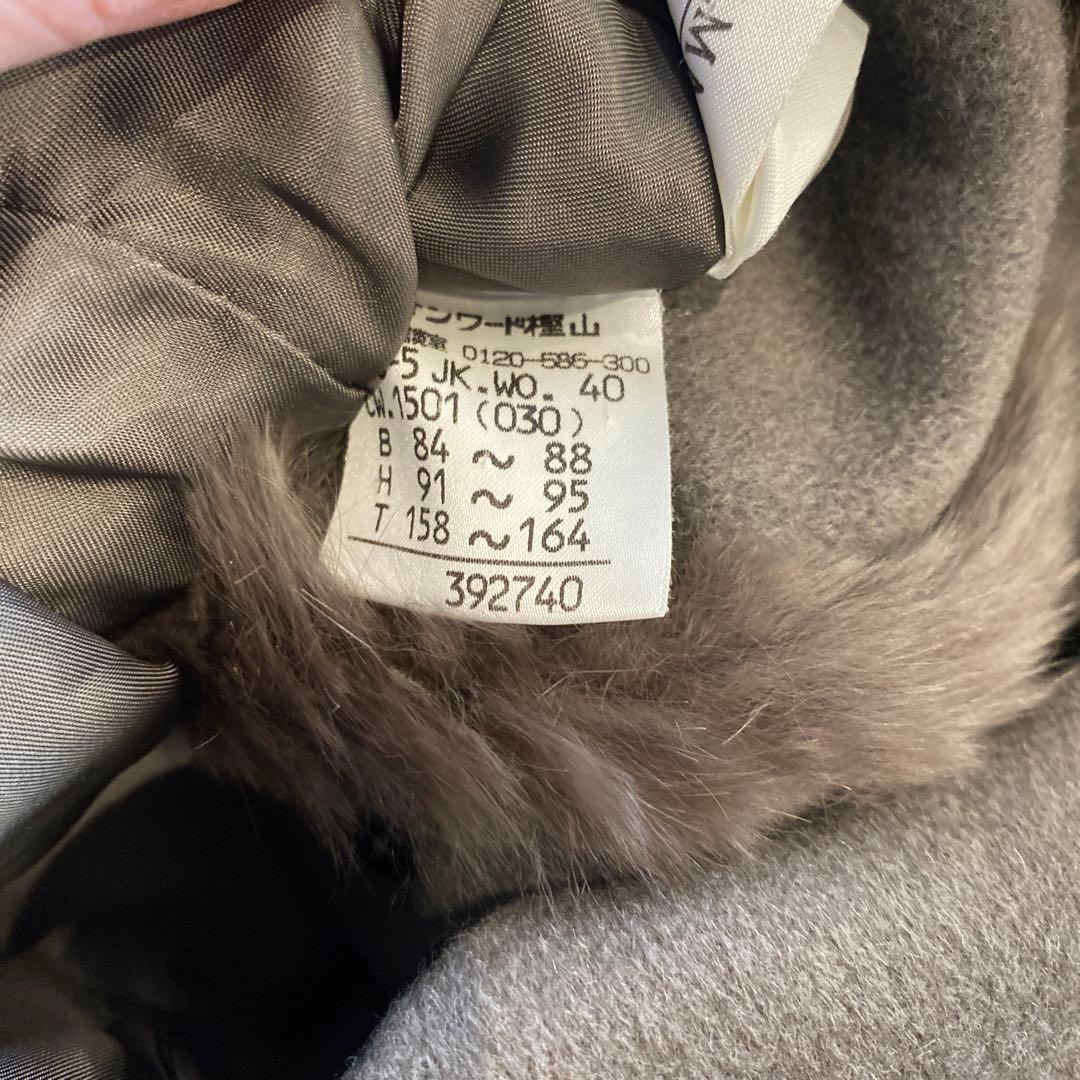 ンワード樫山
0120-586-300
-5 JK.WO. 40
CW.1501 (030)
B 84 ~ 88
H 91 ~ 95
T 158 ~ 164
392740